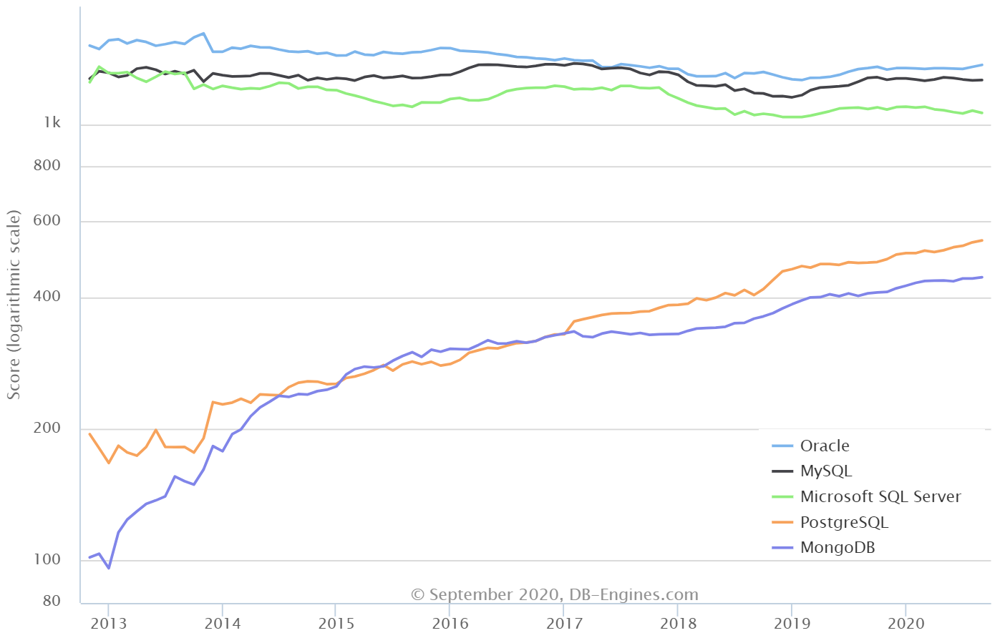 1k
800
600
400
200
100
80
Score (logarithmic scale)
Oracle
MySQL
Microsoft SQL Server
PostgreSQL
MongoDB
© September 2020, DB-Engines.com
2013 2014 2015 2016 2017 2018 2019 2020